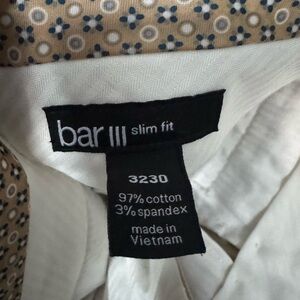 bar III slim fit
3230
97% cotton
3% spandex
made in
Vietnam